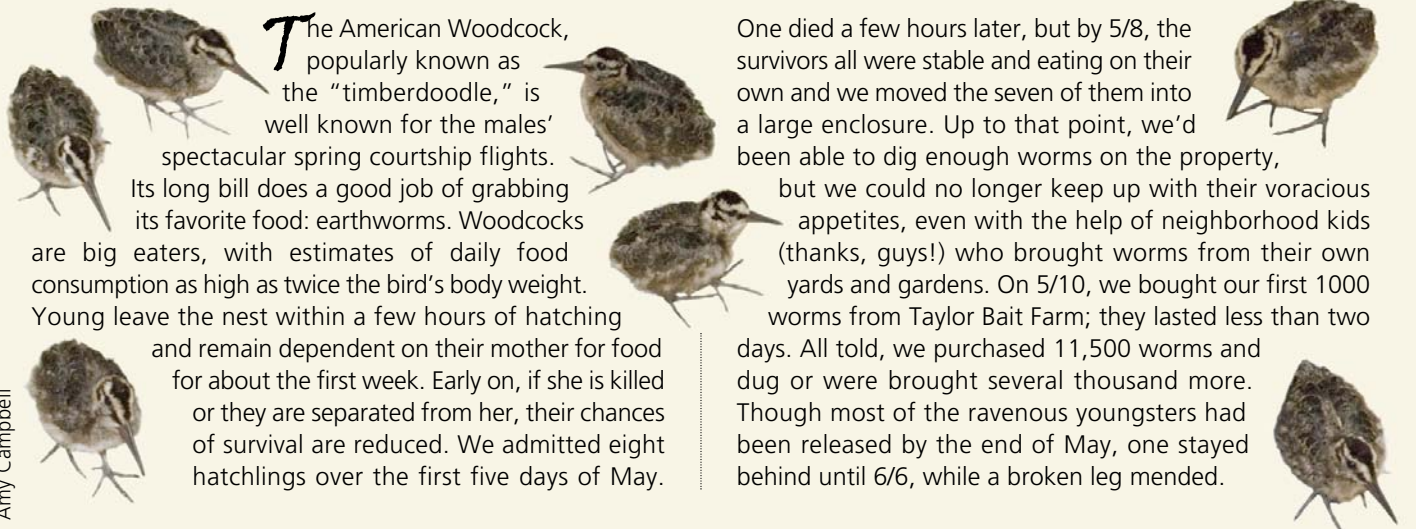 The American Woodcock,
popularly known as
the “timberdoodle,” is
well known for the males’
spectacular spring courtship flights.
Its long bill does a good job of grabbing
its favorite food: earthworms. Woodcocks
are big eaters, with estimates of daily food
consumption as high as twice the bird’s body weight.
Young leave the nest within a few hours of hatching
and remain dependent on their mother for food
for about the first week. Early on, if she is killed
or they are separated from her, their chances
of survival are reduced. We admitted eight
hatchlings over the first five days of May.
One died a few hours later, but by 5/8, the
survivors all were stable and eating on their
own and we moved the seven of them into
a large enclosure. Up to that point, we’d
been able to dig enough worms on the property,
but we could no longer keep up with their voracious
appetites, even with the help of neighborhood kids
(thanks, guys!) who brought worms from their own
yards and gardens. On 5/10, we bought our first 1000
worms from Taylor Bait Farm; they lasted less than two
days. All told, we purchased 11,500 worms and
dug or were brought several thousand more.
Though most of the ravenous youngsters had
been released by the end of May, one stayed
behind until 6/6, while a broken leg mended.
Amy Campbell